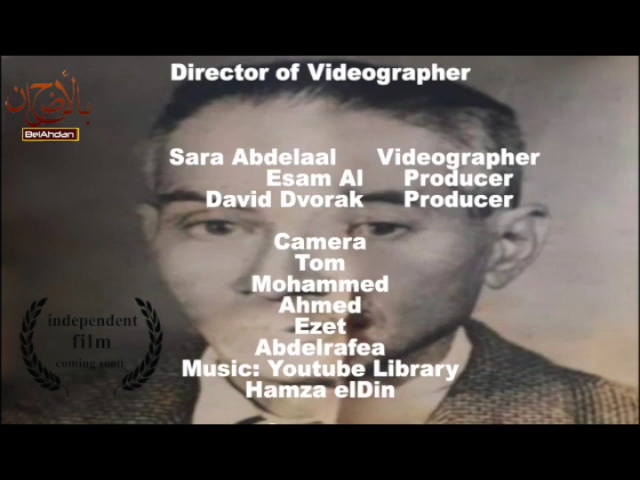 Director of Videographer
بالأحضان
BelAhdan
Sara Abdelaal Videographer
Esam Al Producer
David Dvorak Producer
Camera
Tom
Mohammed
Ahmed
Ezet
Abdelrafea
Music: Youtube Library
Hamza elDin
independent
film
coming soon